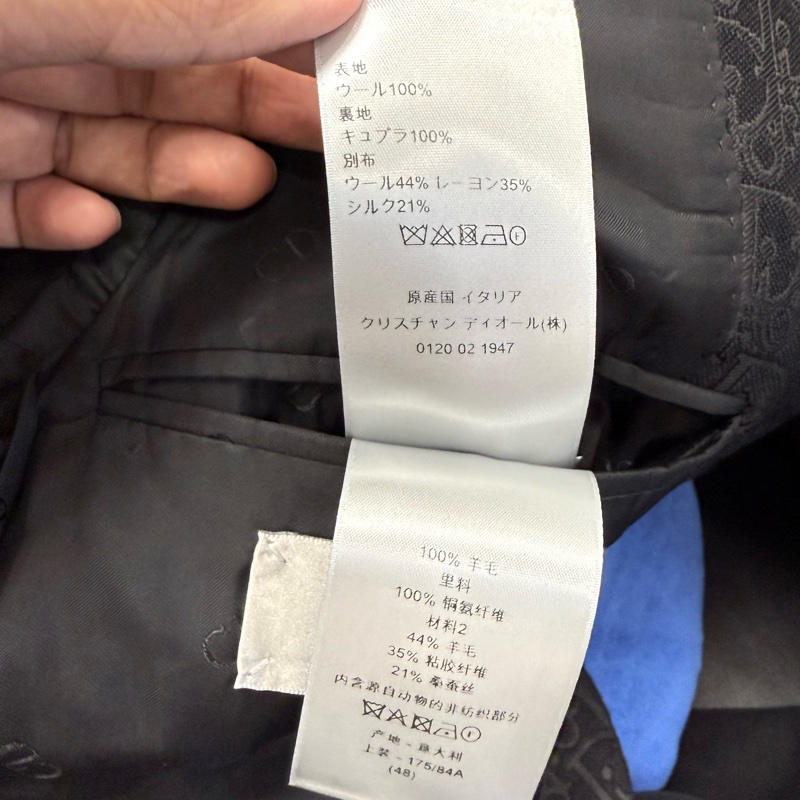 表地
ウール100%
裏地
キュプラ100%
別布
ウール44% レーヨン35%
シルク21%
原産国 イタリア
クリスチャン ディオール(株)
0120 02 1947
100% 羊毛
里料
100% 铜氨纤维
材料2
44% 羊毛
35% 粘胶纤维
21% 桑蚕丝
内含源自动物的非纺织部分
产地 - 意大利
上装 - 175/84A
(48)